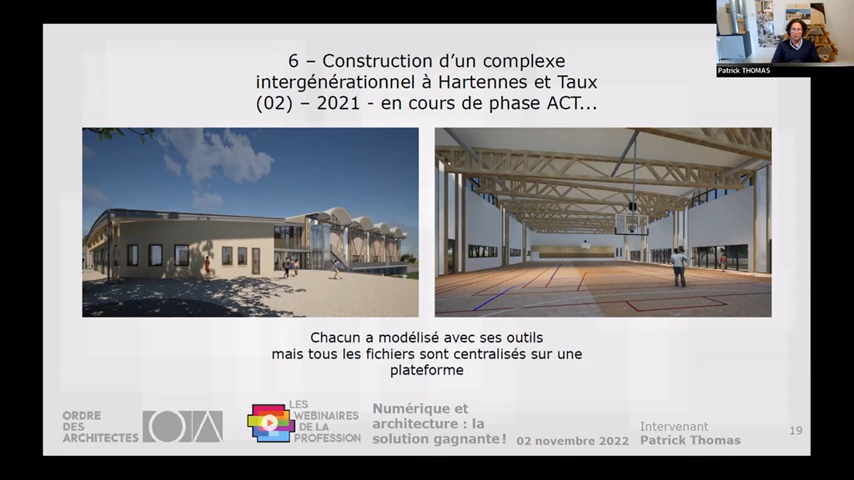 Patrick THOMAS
6 – Construction d’un complexe
intergénérationnel à Hartennes et Taux
(02) – 2021 - en cours de phase ACT...
Chacun a modélisé avec ses outils
mais tous les fichiers sont centralisés sur une
plateforme
ORDRE
DES
ARCHITECTES
LES
WEBINAIRES
DE LA
PROFESSION
Numérique et
architecture : la
solution gagnante!
02 novembre 2022
Intervenant
Patrick Thomas
19